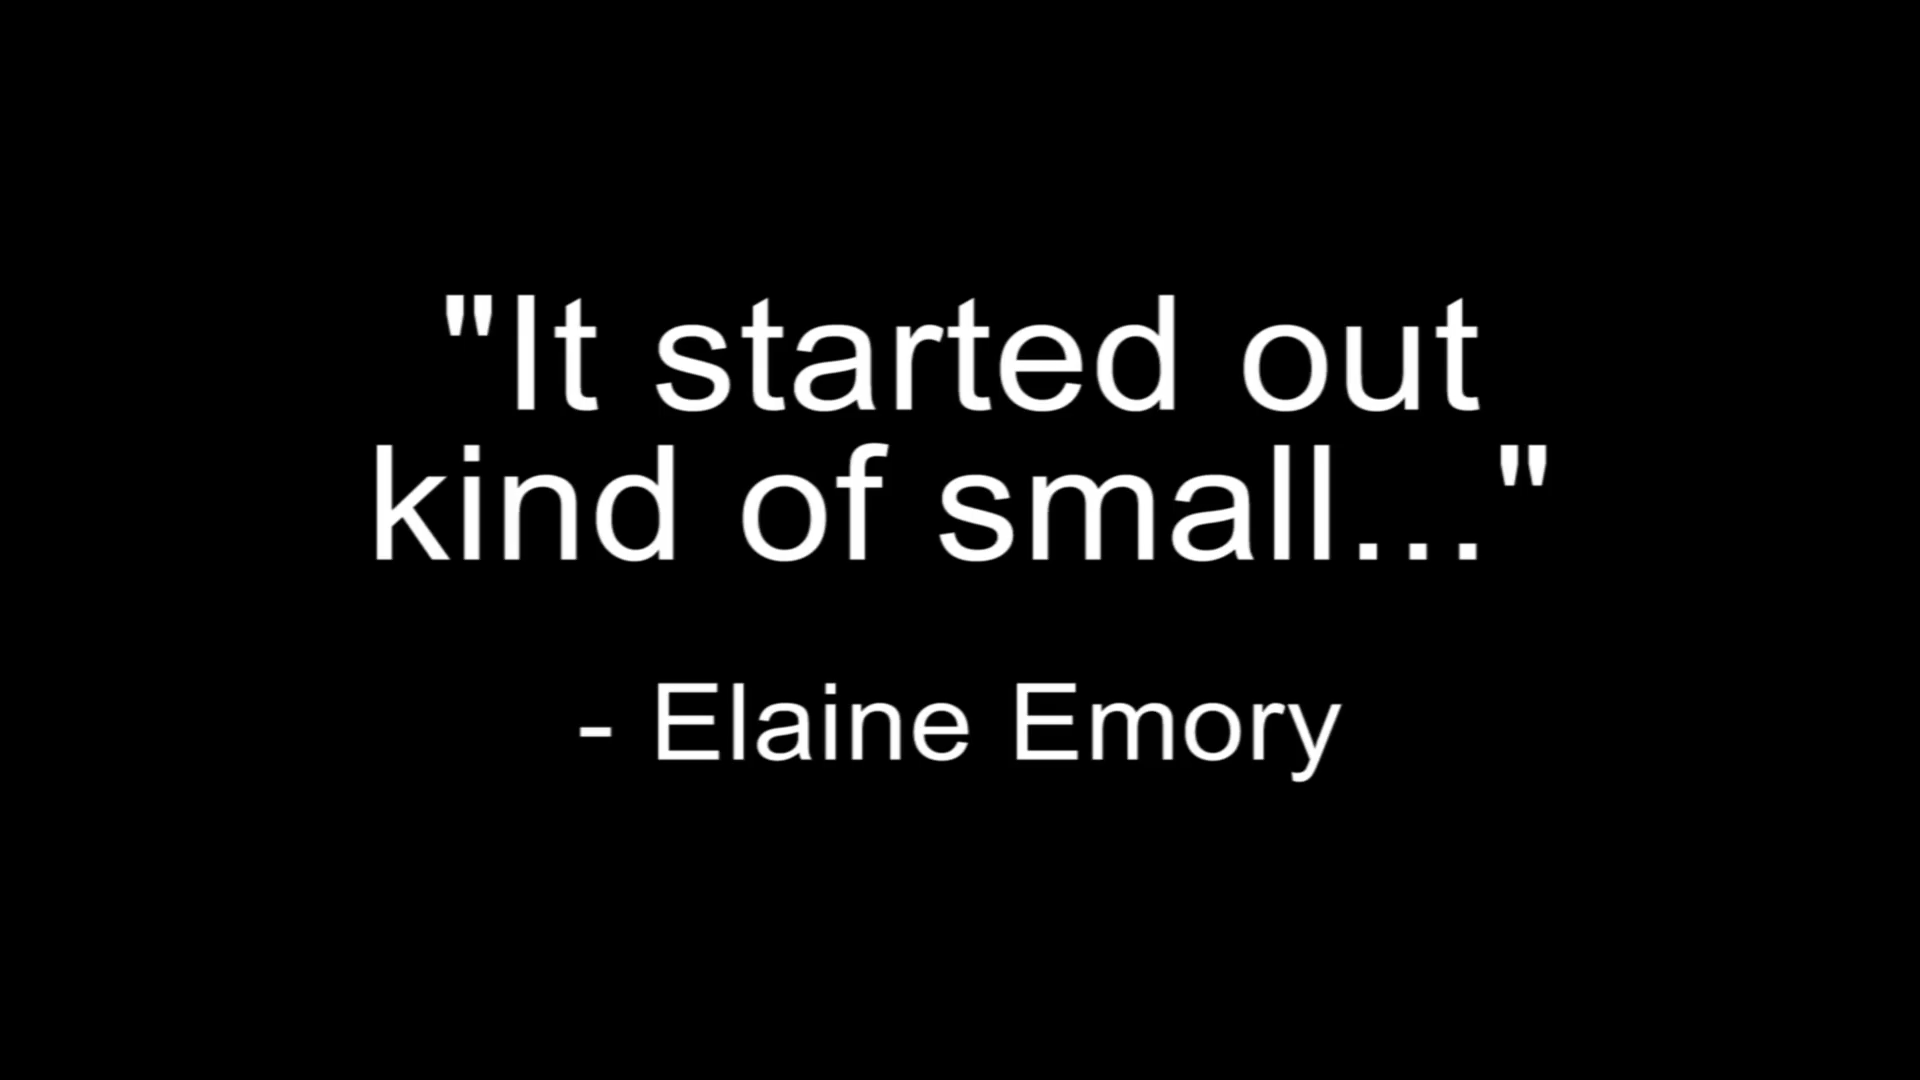 "It started out
kind of small..."
- Elaine Emory